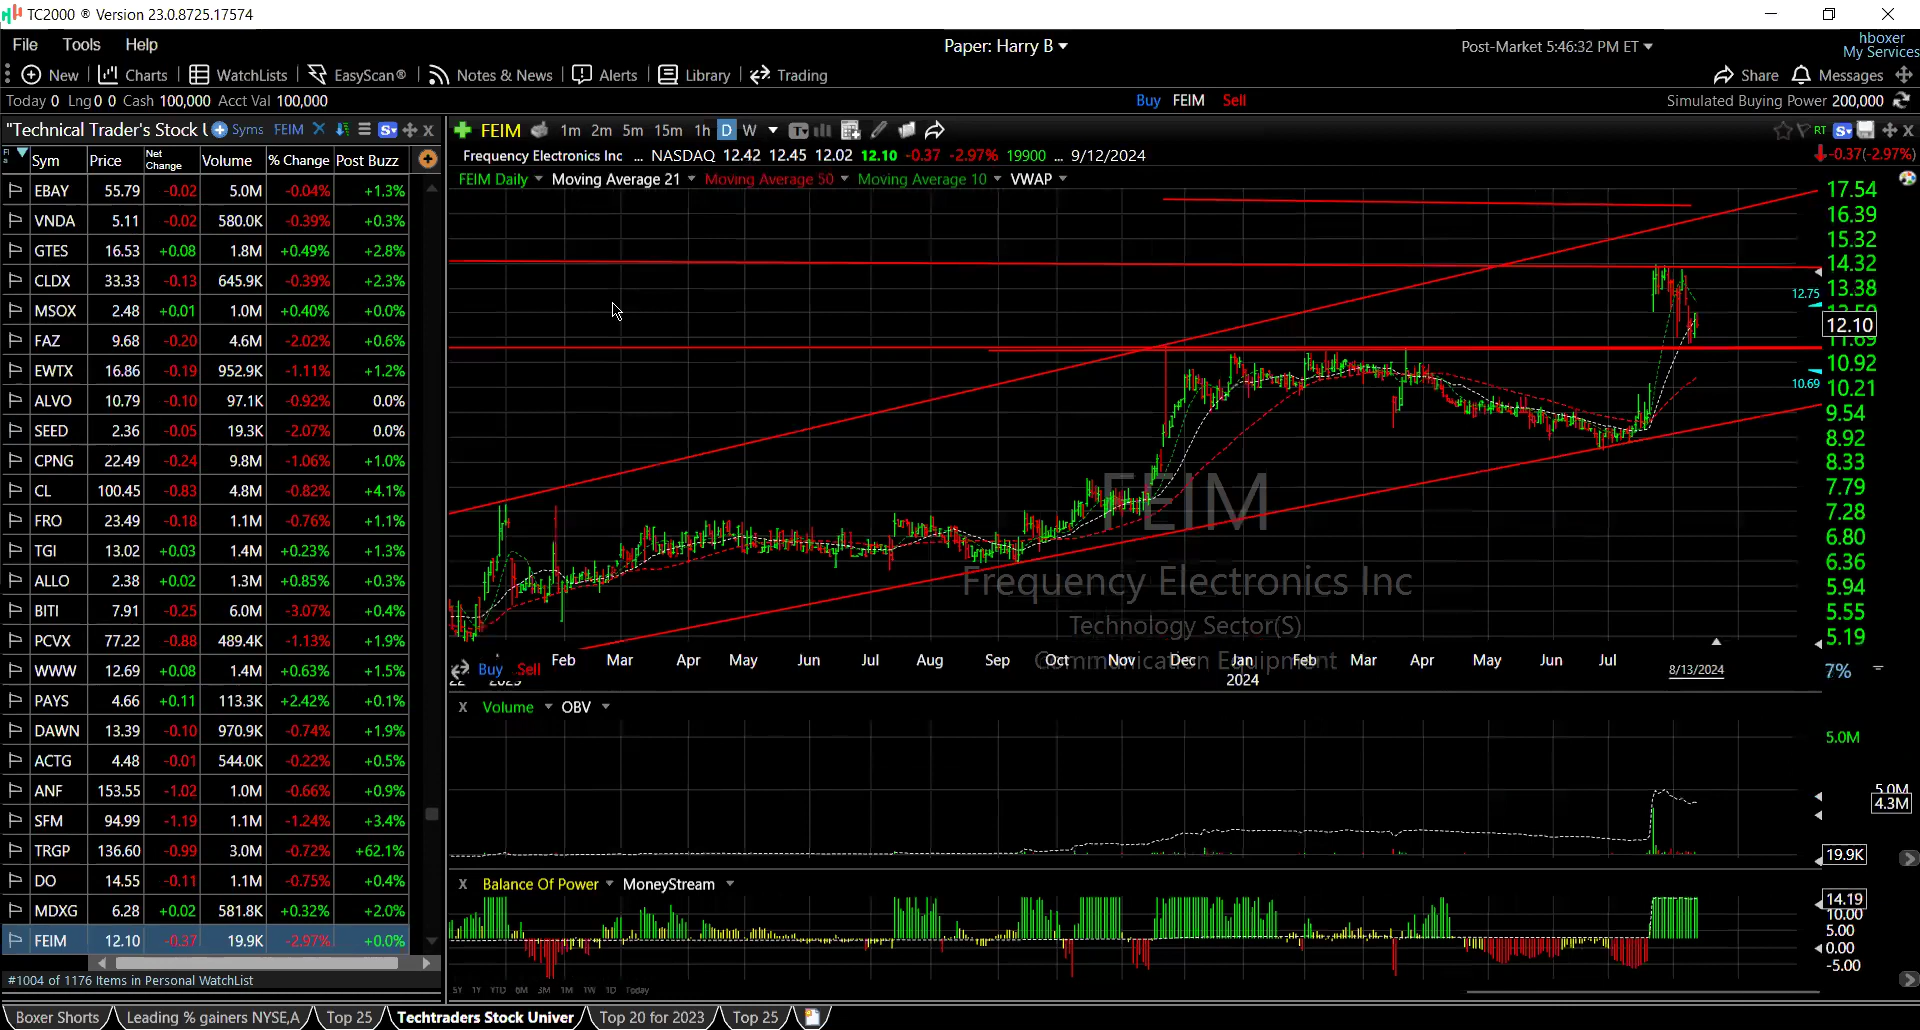 TC2000 ® Version 23.0.8725.17574
File Tools Help Paper: Harry B Post-Market 5:46:32 PM ET hboxer
My Services
New Charts WatchLists EasyScan® Notes & News Alerts Library Trading Share Messages
Today 0 Lng 0 0 Cash 100,000 Acct Val 100,000 Buy FEIM Sell Simulated Buying Power 200,000
"Technical Trader's Stock U Syms FEIM X S
Sym Price Net Change Volume % Change Post Buzz
EBAY 55.79 -0.02 5.0M -0.04% +1.3%
VNDA 5.11 -0.02 580.0K -0.39% +0.3%
GTES 16.53 +0.08 1.8M +0.49% +2.8%
CLDX 33.33 -0.13 645.9K -0.39% +2.3%
MSOX 2.48 +0.01 1.0M +0.40% +0.0%
FAZ 9.68 -0.20 4.6M -2.02% +0.6%
EWTX 16.86 -0.19 952.9K -1.11% +1.2%
ALVO 10.79 -0.10 97.1K -0.92% 0.0%
SEED 2.36 -0.05 19.3K -2.07% 0.0%
CPNG 22.49 -0.24 9.8M -1.06% +1.0%
CL 100.45 -0.83 4.8M -0.82% +4.1%
FRO 23.49 -0.18 1.1M -0.76% +1.1%
TGI 13.02 +0.03 1.4M +0.23% +1.3%
ALLO 2.38 +0.02 1.3M +0.85% +0.3%
BITI 7.91 -0.25 6.0M -3.07% +0.4%
PCVX 77.22 -0.88 489.4K -1.13% +1.9%
WWW 12.69 +0.08 1.4M +0.63% +1.5%
PAYS 4.66 +0.11 113.3K +2.42% +0.1%
DAWN 13.39 -0.10 970.9K -0.74% +1.9%
ACTG 4.48 -0.01 544.0K -0.22% +0.5%
ANF 153.55 -1.02 1.0M -0.66% +0.9%
SFM 94.99 -1.19 1.1M -1.24% +3.4%
TRGP 136.60 -0.99 3.0M -0.72% +62.1%
DO 14.55 -0.11 1.1M -0.75% +0.4%
MDXG 6.28 +0.02 581.8K +0.32% +2.0%
FEIM 12.10 -0.37 19.9K -2.97% +0.0%
#1004 of 1176 Items in Personal WatchList
FEIM 1m 2m 5m 15m 1h D W RT S
Frequency Electronics Inc ... NASDAQ 12.42 12.45 12.02 12.10 -0.37 -2.97% 19900 ... 9/12/2024 -0.37(-2.97%)
FEIM Daily Moving Average 21 Moving Average 50 Moving Average 10 VWAP
17.54
16.39
15.32
14.32
13.38
12.75
12.10
11.69
10.92
10.69
10.21
9.54
8.92
8.33
7.79
7.28
6.80
6.36
5.94
5.55
5.19
FEIM
Frequency Electronics Inc
Technology Sector(S)
Communication Equipment
Buy Sell Feb Mar Apr May Jun Jul Aug Sep Oct Nov Dec Jan Feb Mar Apr May Jun Jul 8/13/2024 7%
22 2023 2024
X Volume OBV
5.0M
5.0M
4.3M
19.9K
X Balance Of Power MoneyStream
14.19
10.00
5.00
0.00
-5.00
5Y 1Y YTD 6M 3M 1M 1W 1D Today
Boxer Shorts Leading % gainers NYSE,A Top 25 Techtraders Stock Univer Top 20 for 2023 Top 25